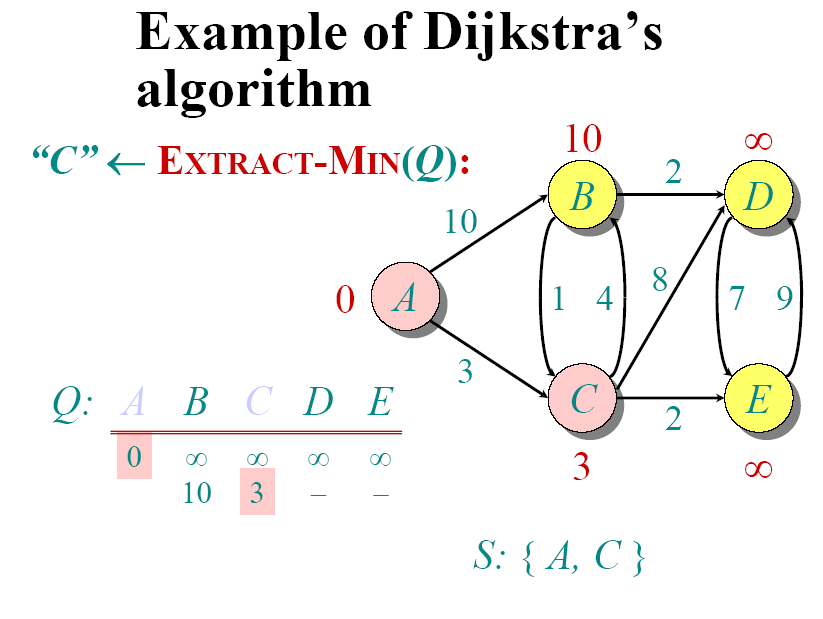 Example of Dijkstra’s
algorithm
“C” ← EXTRACT-MIN(Q):
10 ∞
B 2 D
10
0 A 1 4 8 7 9
3
C 2 E
3 ∞
Q: A B C D E
0 ∞ ∞ ∞ ∞
10 3 – –
S: { A, C }